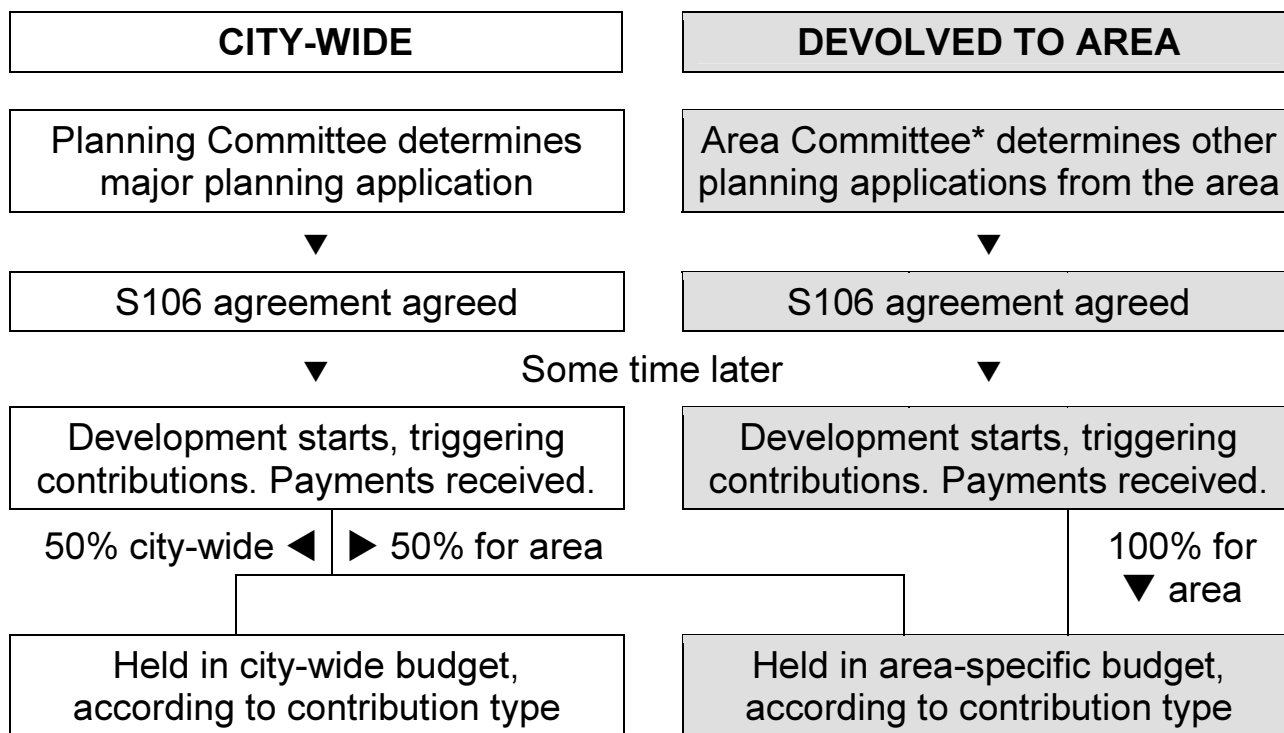 CITY-WIDE
DEVOLVED TO AREA
Planning Committee determines
major planning application
Area Committee* determines other
planning applications from the area
▼
▼
S106 agreement agreed
S106 agreement agreed
▼
Some time later
▼
Development starts, triggering
contributions. Payments received.
Development starts, triggering
contributions. Payments received.
50% city-wide ◀
▶ 50% for area
100% for
▼ area
Held in city-wide budget,
according to contribution type
Held in area-specific budget,
according to contribution type